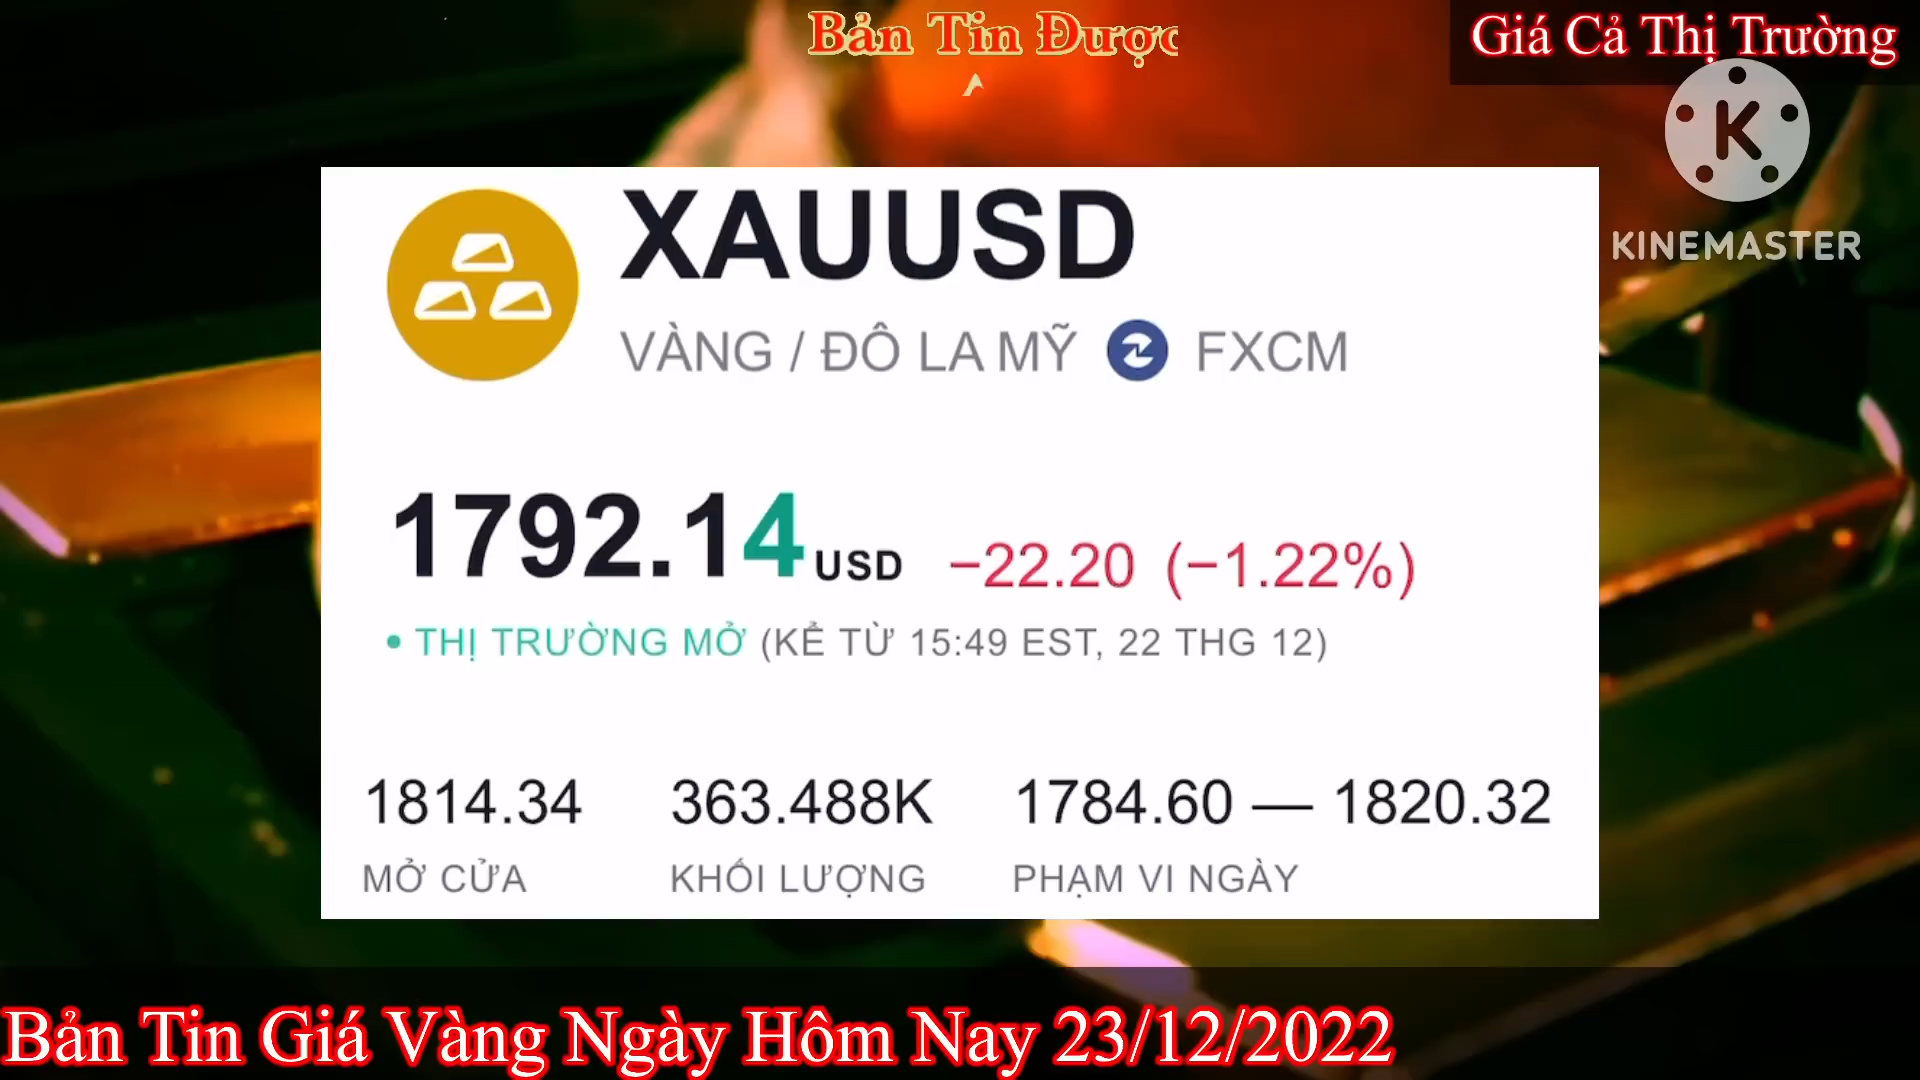 Bản Tin Được
Giá Cả Thị Trường
K
KINEMASTER
XAUUSD
VÀNG / ĐÔ LA MỸ FXCM
1792.14 USD −22.20 (−1.22%)
• THỊ TRƯỜNG MỞ (KỂ TỪ 15:49 EST, 22 THG 12)
1814.34 363.488K 1784.60 — 1820.32
MỞ CỬA KHỐI LƯỢNG PHẠM VI NGÀY
Bản Tin Giá Vàng Ngày Hôm Nay 23/12/2022